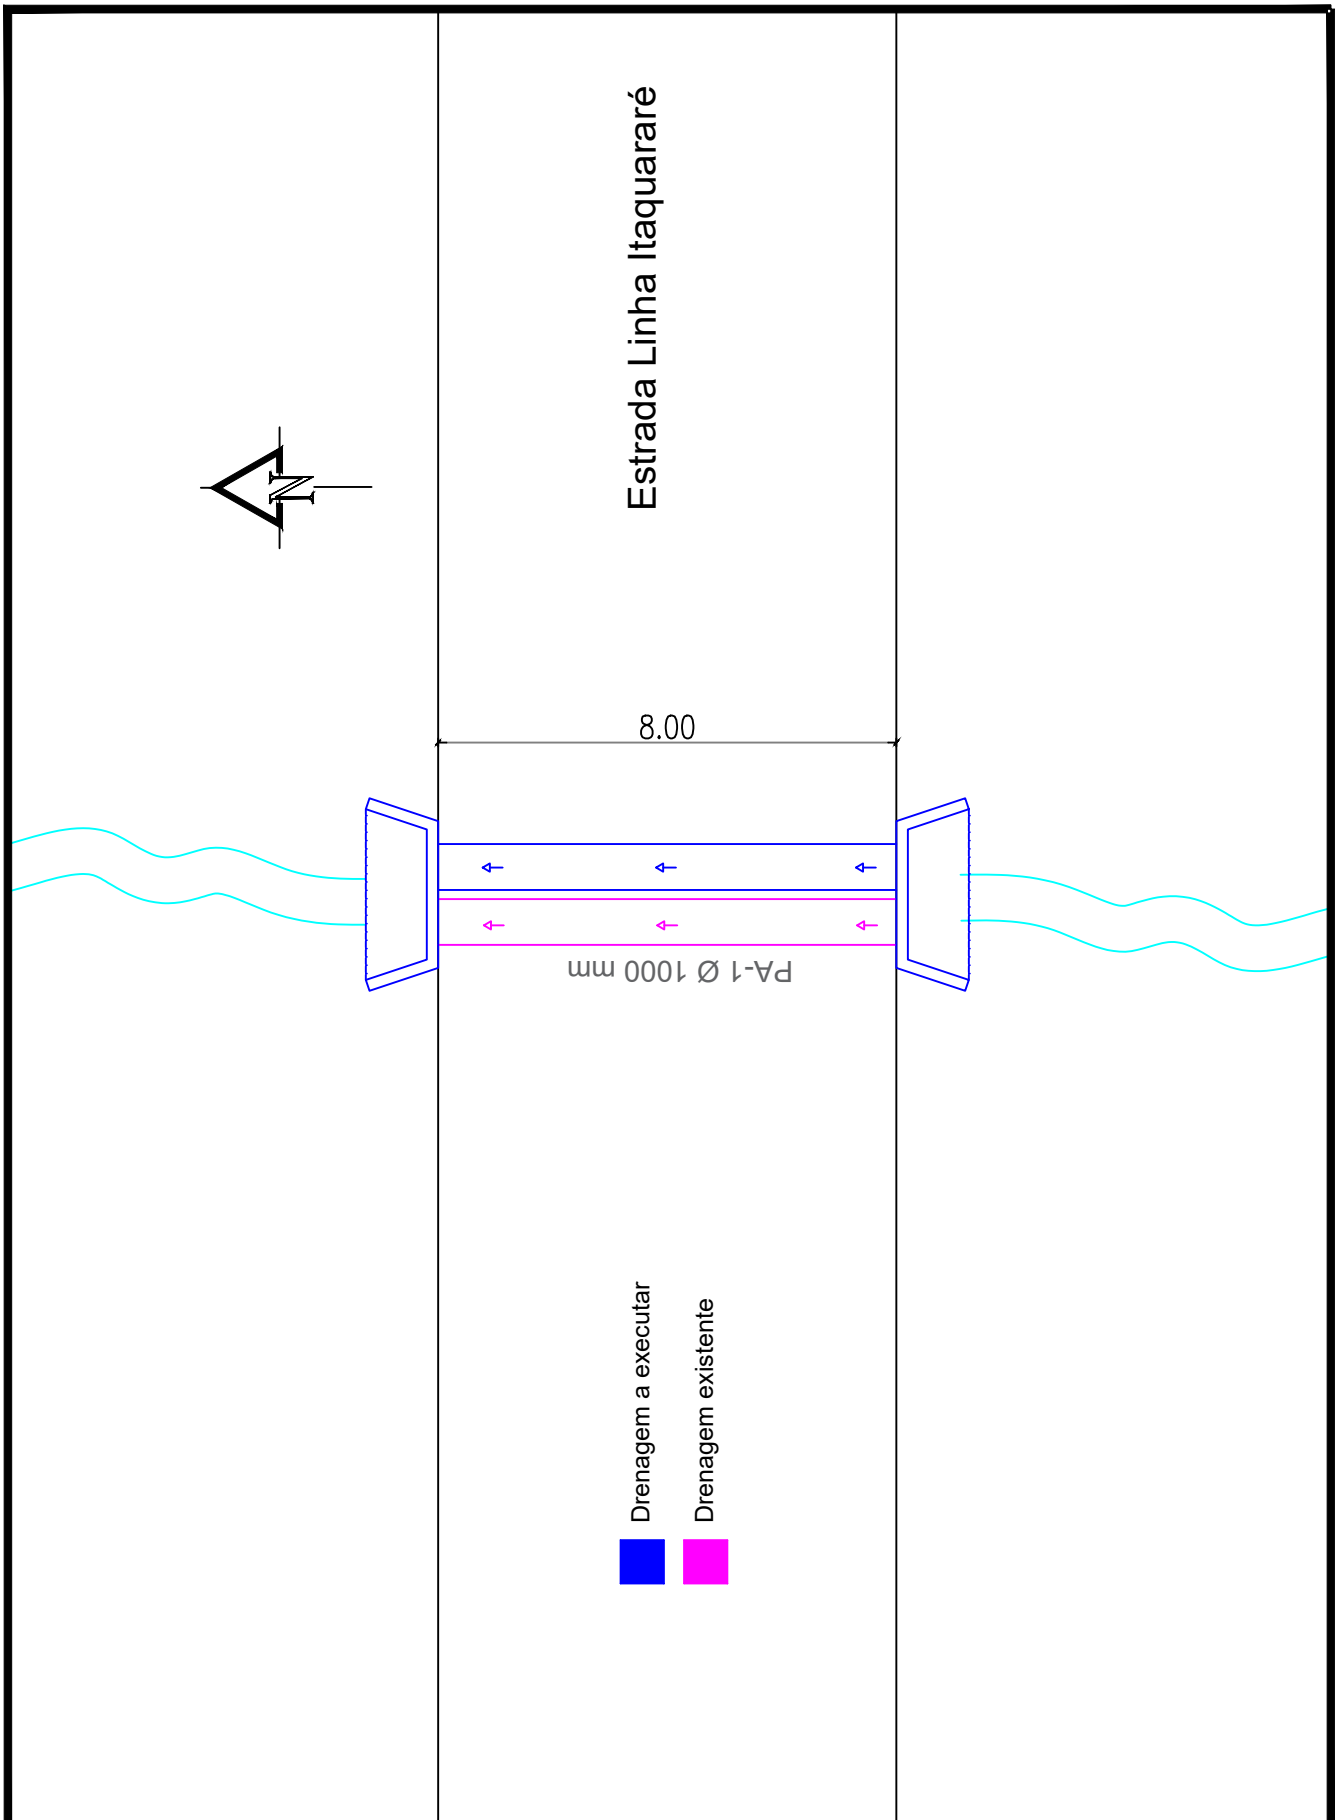 Estrada Linha Itaquararé
N
8.00
PA-1 Ø 1000 mm
Drenagem a executar
Drenagem existente